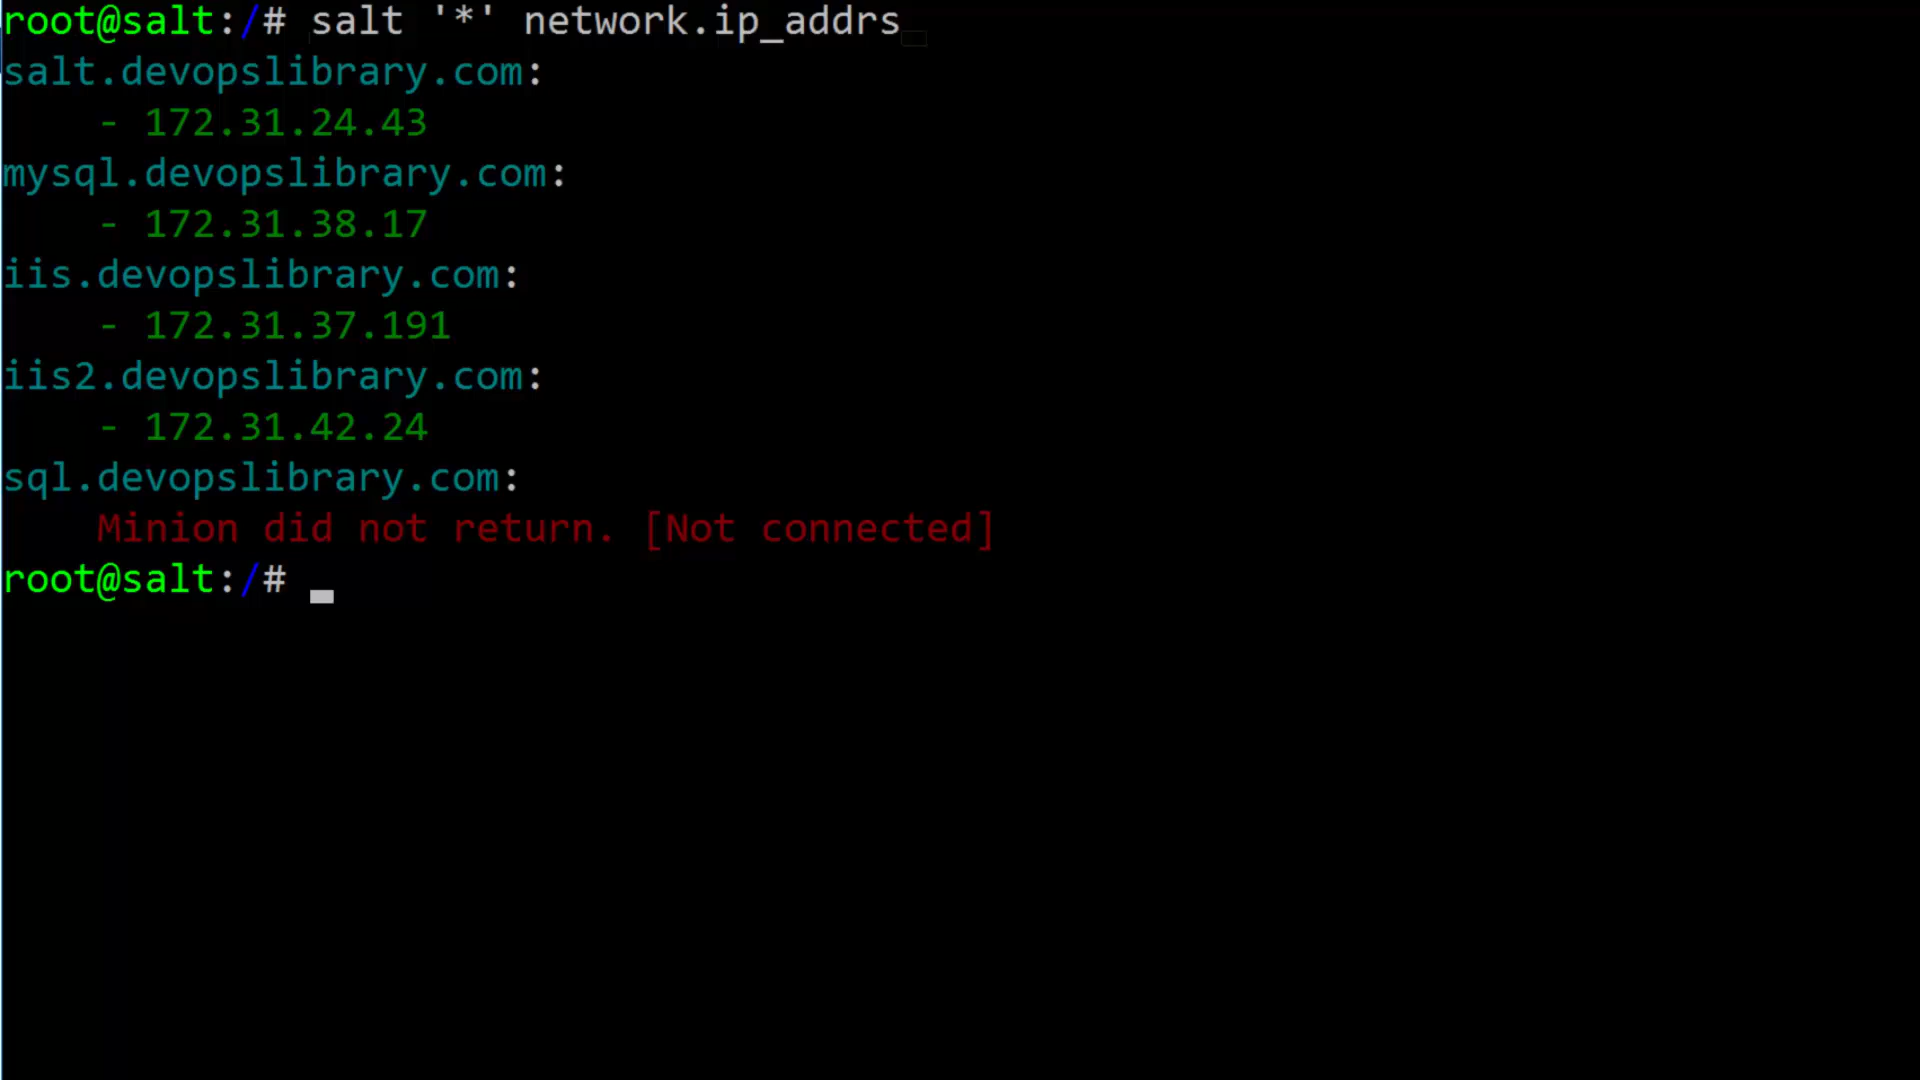 root@salt:/# salt '*' network.ip_addrs
salt.devopslibrary.com:
    - 172.31.24.43
mysql.devopslibrary.com:
    - 172.31.38.17
iis.devopslibrary.com:
    - 172.31.37.191
iis2.devopslibrary.com:
    - 172.31.42.24
sql.devopslibrary.com:
    Minion did not return. [Not connected]
root@salt:/#